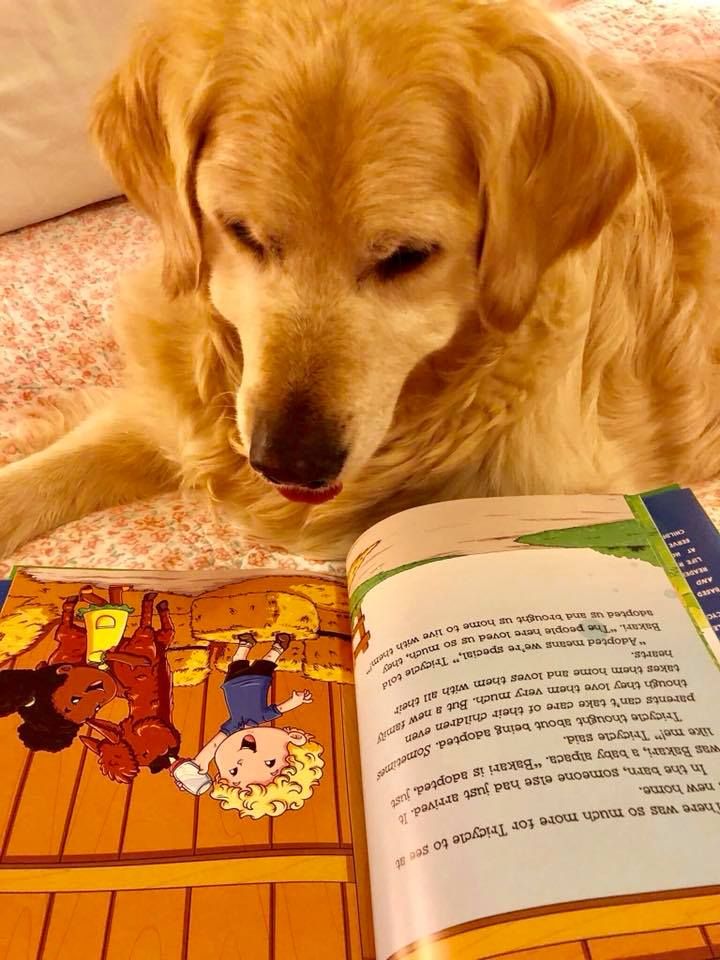 There was so much more for Tricycle to see at
new home.
In the barn, someone else had just arrived. It
was Bakari, a baby alpaca. "Bakari is adopted, just
like me!" Tricycle said.
Tricycle thought about being adopted. Sometimes
parents can't take care of their children even
though they love them very much. But a new family
takes them home and loves them with all their
hearts.
"Adopted means we're special," Tricycle told
Bakari. "The people here loved us so much, they
adopted us and brought us home to live with them."
BASED
AND
AT
SERVE